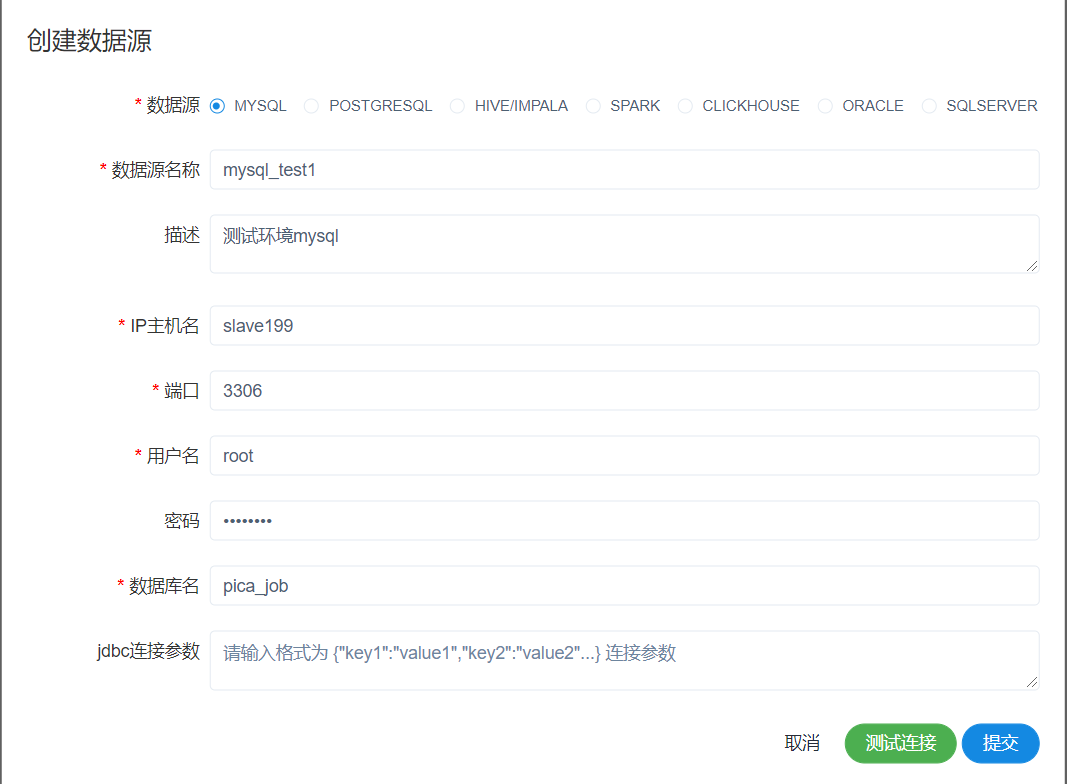 创建数据源
* 数据源 MYSQL POSTGRESQL HIVE/IMPALA SPARK CLICKHOUSE ORACLE SQLSERVER
* 数据源名称 mysql_test1
描述 测试环境mysql
* IP主机名 slave199
* 端口 3306
* 用户名 root
密码 ••••••••
* 数据库名 pica_job
jdbc连接参数 请输入格式为 {"key1":"value1","key2":"value2"...} 连接参数
取消 测试连接 提交